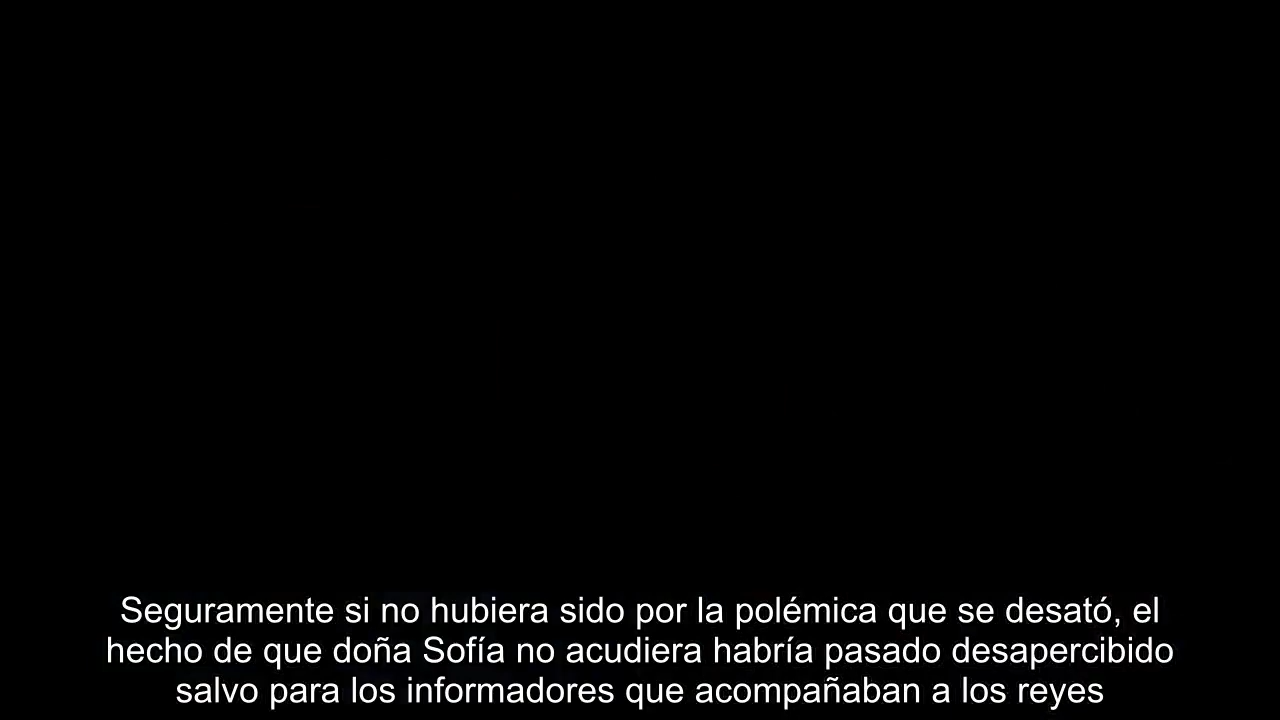 Seguramente si no hubiera sido por la polémica que se desató, el
hecho de que doña Sofía no acudiera habría pasado desapercibido
salvo para los informadores que acompañaban a los reyes